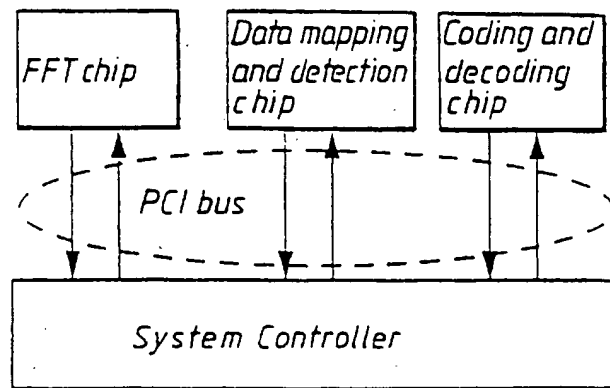 FFT chip
Data mapping
and detection
chip
Coding and
decoding
chip
PCI bus
System Controller